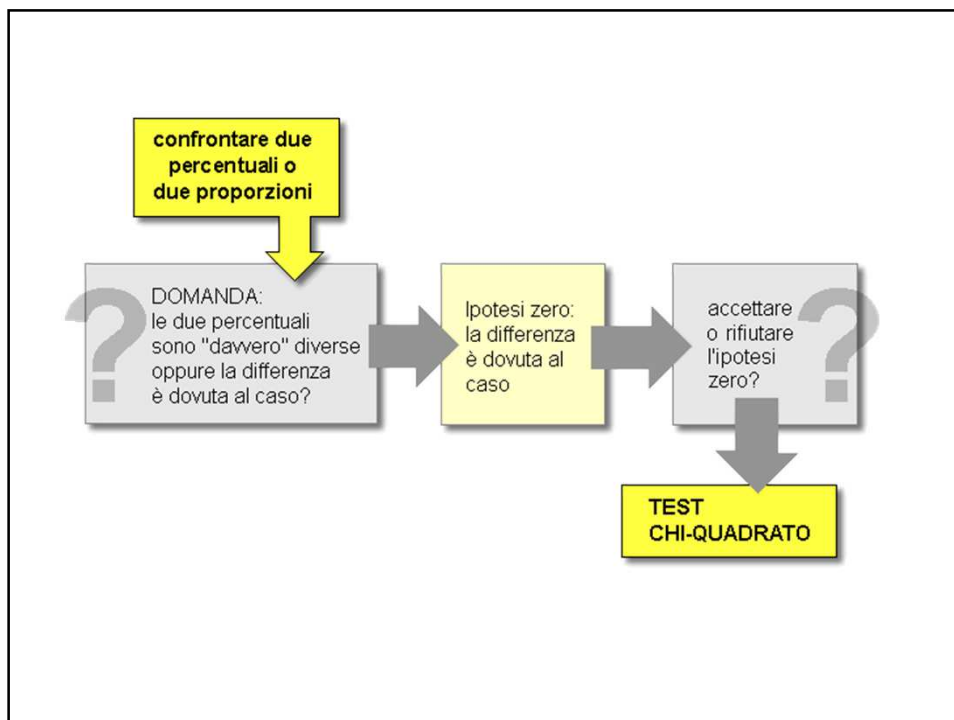 confrontare due
percentuali o
due proporzioni
?
DOMANDA:
le due percentuali
sono "davvero" diverse
oppure la differenza
è dovuta al caso?
Ipotesi zero:
la differenza
è dovuta al
caso
accettare
o rifiutare
l'ipotesi
zero?
?
TEST
CHI-QUADRATO